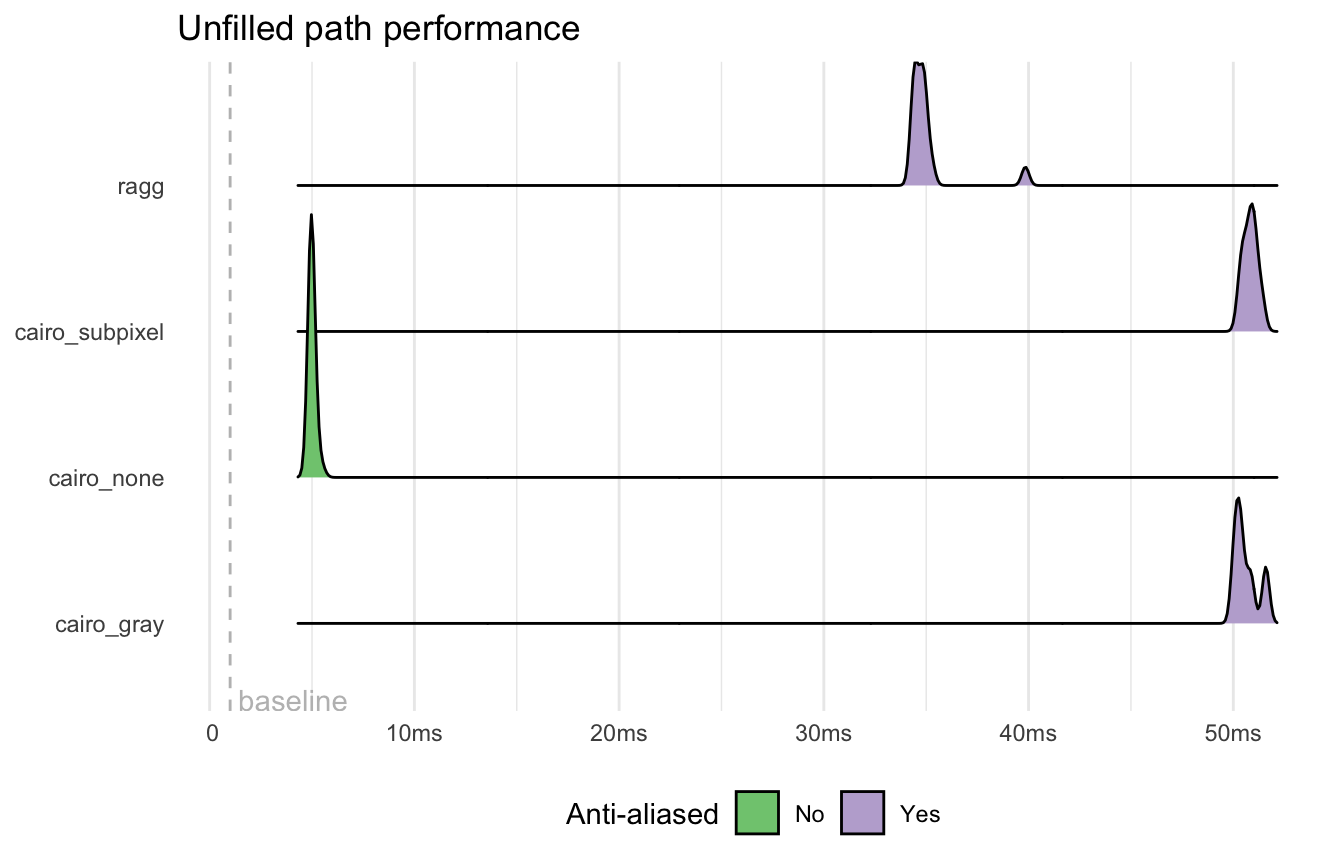 Unfilled path performance
ragg
cairo_subpixel
cairo_none
cairo_gray
baseline
0 10ms 20ms 30ms 40ms 50ms
Anti-aliased No Yes